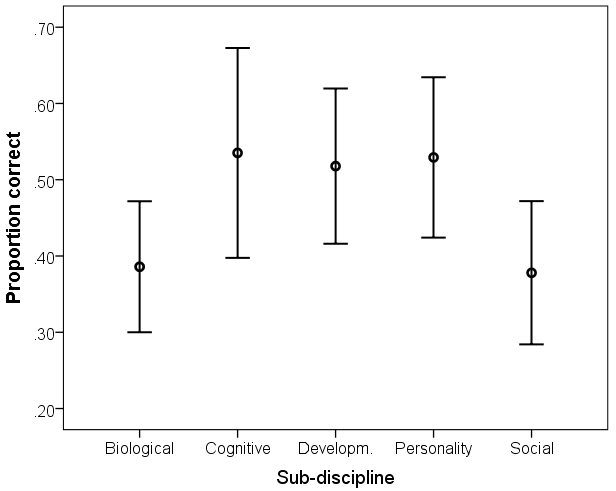 Proportion correct
.70
.60
.50
.40
.30
.20
Biological Cognitive Developm. Personality Social
Sub-discipline